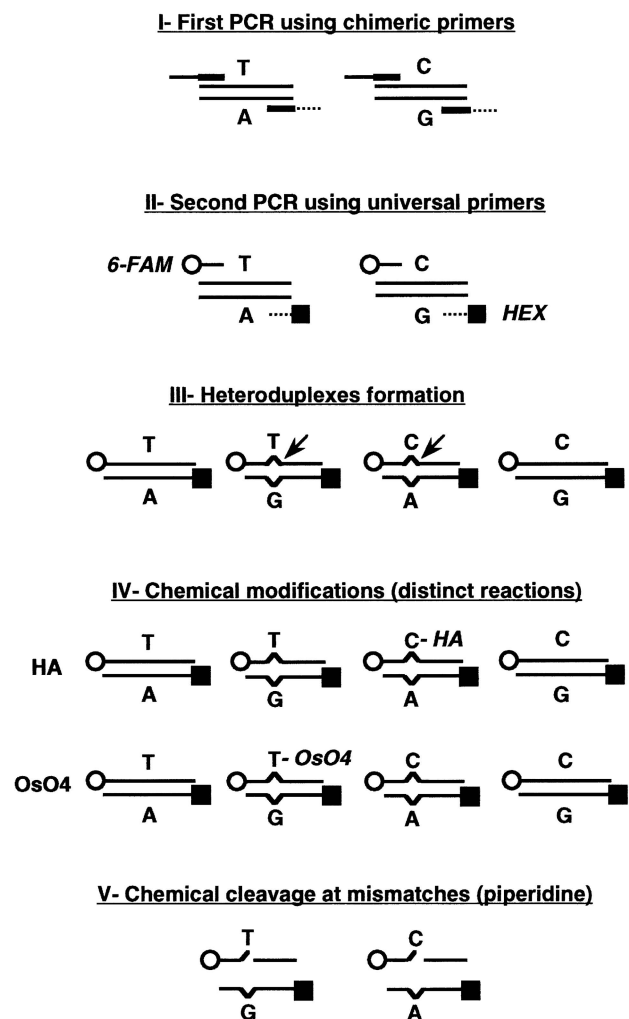 I- First PCR using chimeric primers
T C
A G
II- Second PCR using universal primers
6-FAM T C
A G HEX
III- Heteroduplexes formation
T T C C
A G A G
IV- Chemical modifications (distinct reactions)
HA T T C- HA C
A G A G
OsO4 T T- OsO4 C C
A G A G
V- Chemical cleavage at mismatches (piperidine)
T C
G A